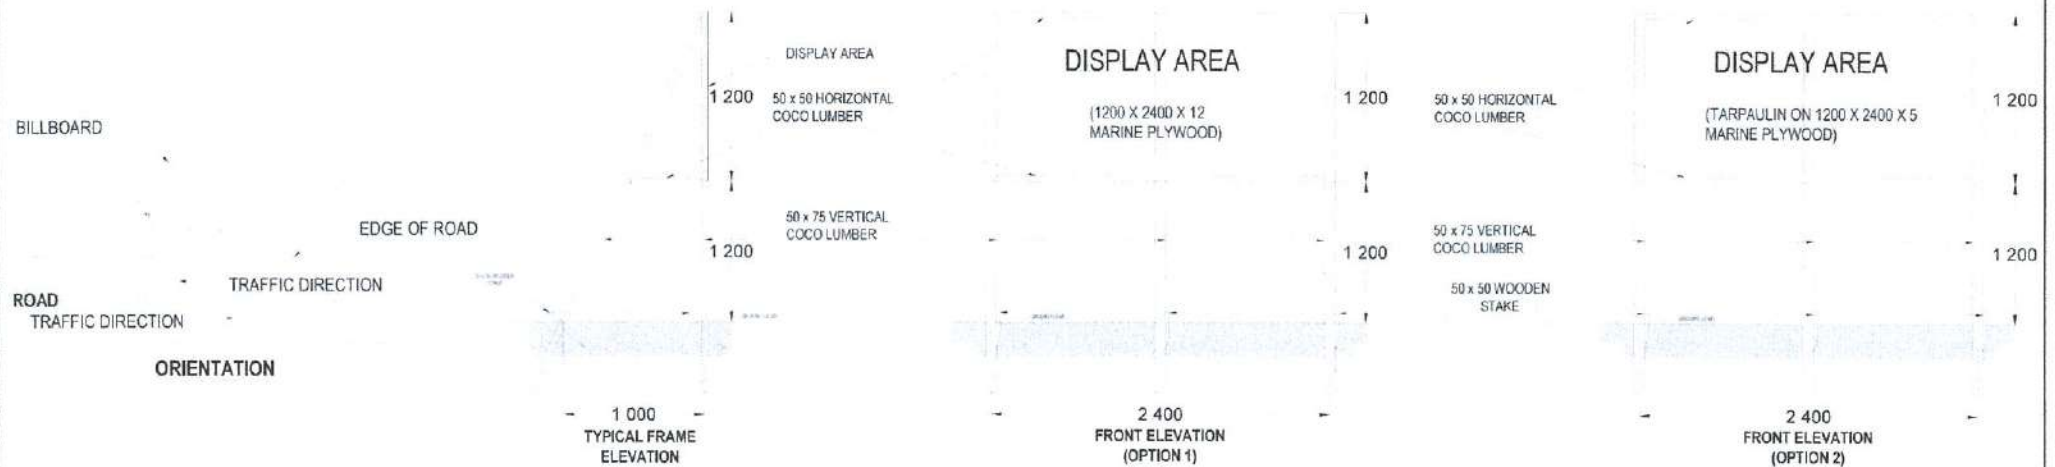 BILLBOARD
EDGE OF ROAD
TRAFFIC DIRECTION
ROAD
TRAFFIC DIRECTION
ORIENTATION
1 200
1 200
1 000
TYPICAL FRAME
ELEVATION
DISPLAY AREA
50 x 50 HORIZONTAL
COCO LUMBER
50 x 75 VERTICAL
COCO LUMBER
DISPLAY AREA
(1200 X 2400 X 12
MARINE PLYWOOD)
1 200
1 200
2 400
FRONT ELEVATION
(OPTION 1)
50 x 50 HORIZONTAL
COCO LUMBER
50 x 75 VERTICAL
COCO LUMBER
50 x 50 WOODEN
STAKE
DISPLAY AREA
(TARPAULIN ON 1200 X 2400 X 5
MARINE PLYWOOD)
1 200
1 200
2 400
FRONT ELEVATION
(OPTION 2)